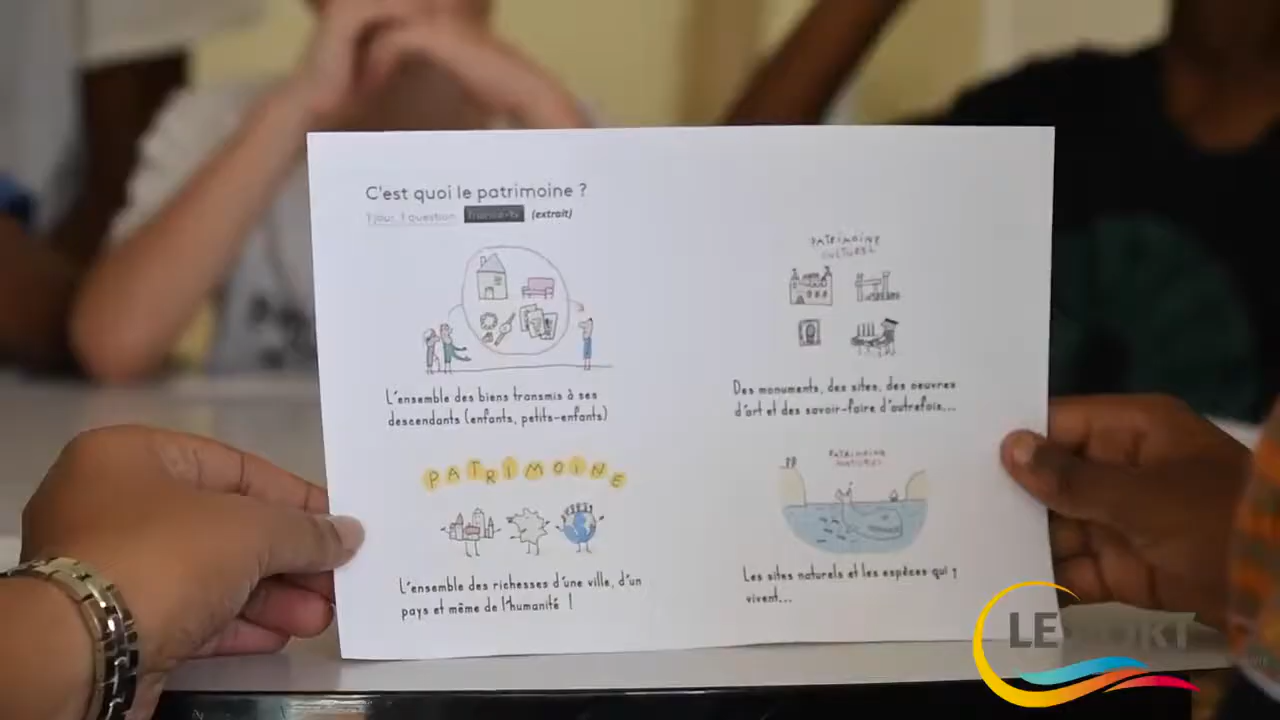 C'est quoi le patrimoine ?
1 jour, 1 question
(extrait)
L'ensemble des biens transmis à ses
descendants (enfants, petits-enfants)
PATRIMOINE
L'ensemble des richesses d'une ville, d'un
pays et même de l'humanité !
PATRIMOINE
CULTUREL
Des monuments, des sites, des oeuvres
d'art et des savoir-faire d'autrefois...
PATRIMOINE
NATUREL
Les sites naturels et les espèces qui y
vivent...
LE PORT